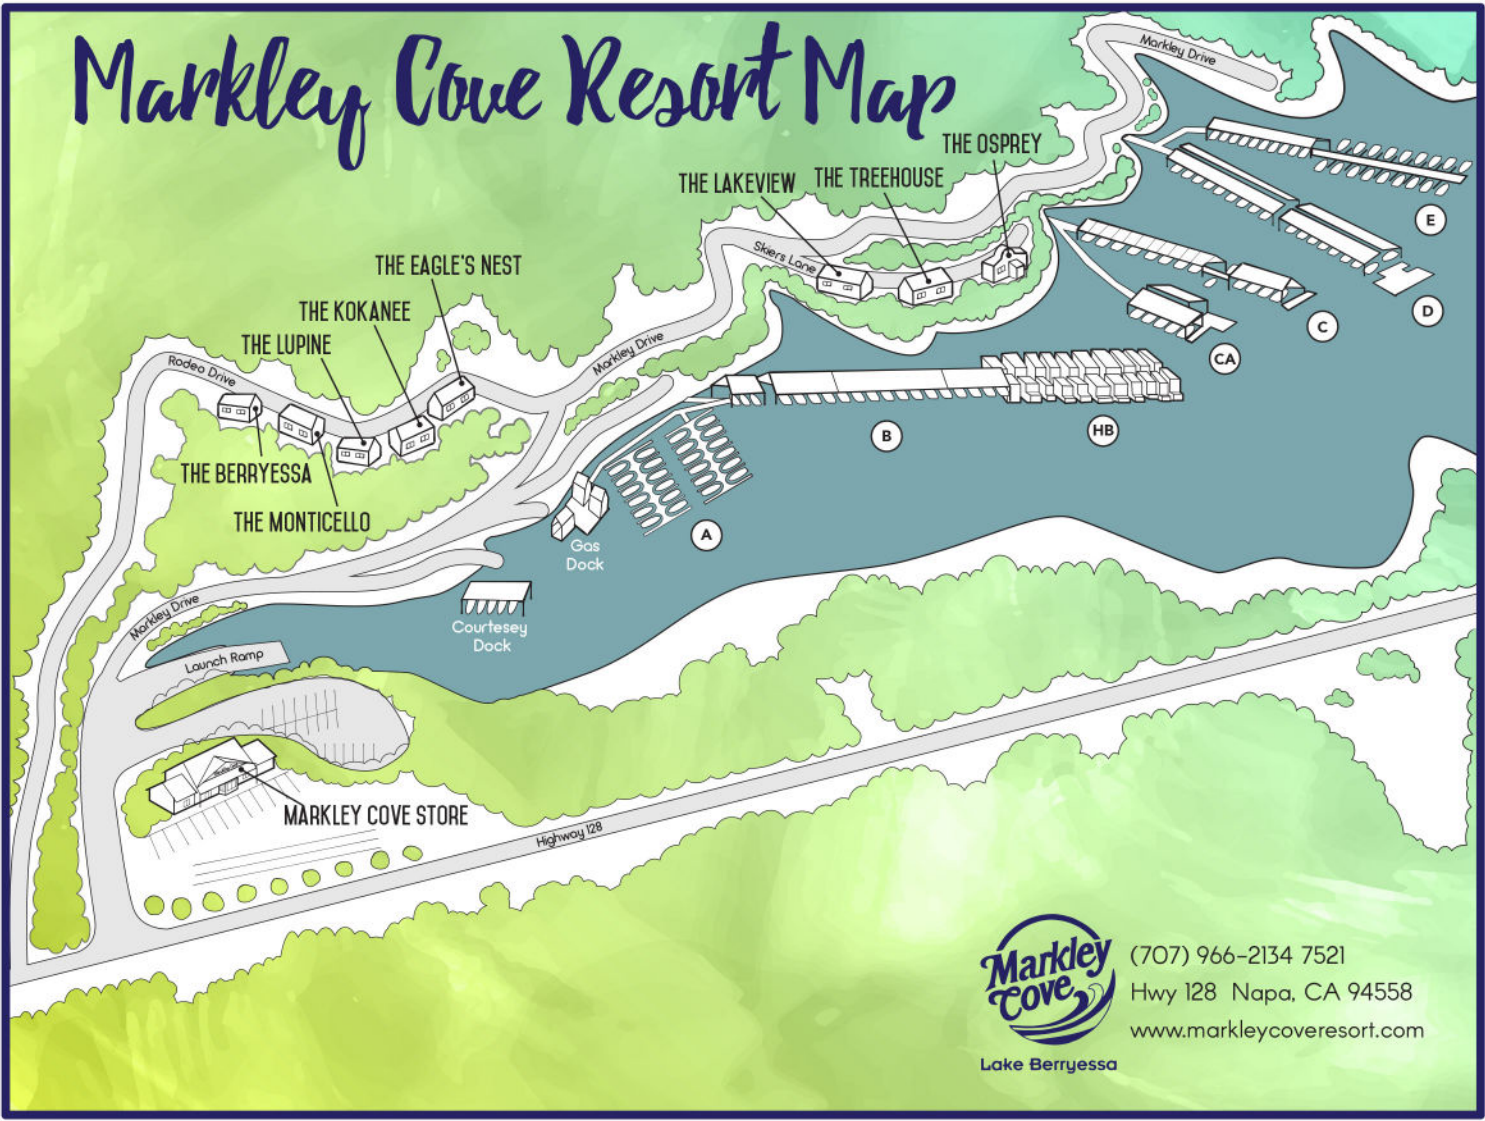 Markley Cove Resort Map
Markley Drive
THE OSPREY
THE LAKEVIEW
THE TREEHOUSE
E
Skiers Lane
THE EAGLE'S NEST
D
THE KOKANEE
C
THE LUPINE
Markley Drive
CA
Rodeo Drive
HB
B
THE BERRYESSA
THE MONTICELLO
A
Gas
Dock
Markley Drive
Courtesey
Dock
Launch Ramp
MARKLEY COVE STORE
Highway 128
Markley
Cove
Lake Berryessa
(707) 966-2134 7521
Hwy 128 Napa, CA 94558
www.markleycoveresort.com